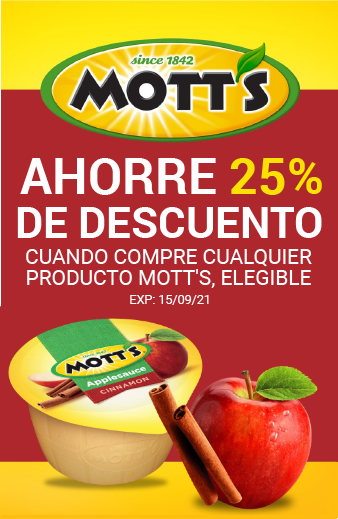 since 1842
MOTT'S
AHORRE 25%
DE DESCUENTO
CUANDO COMPRE CUALQUIER
PRODUCTO MOTT'S, ELEGIBLE
EXP: 15/09/21
MOTT'S
Applesauce
CINNAMON